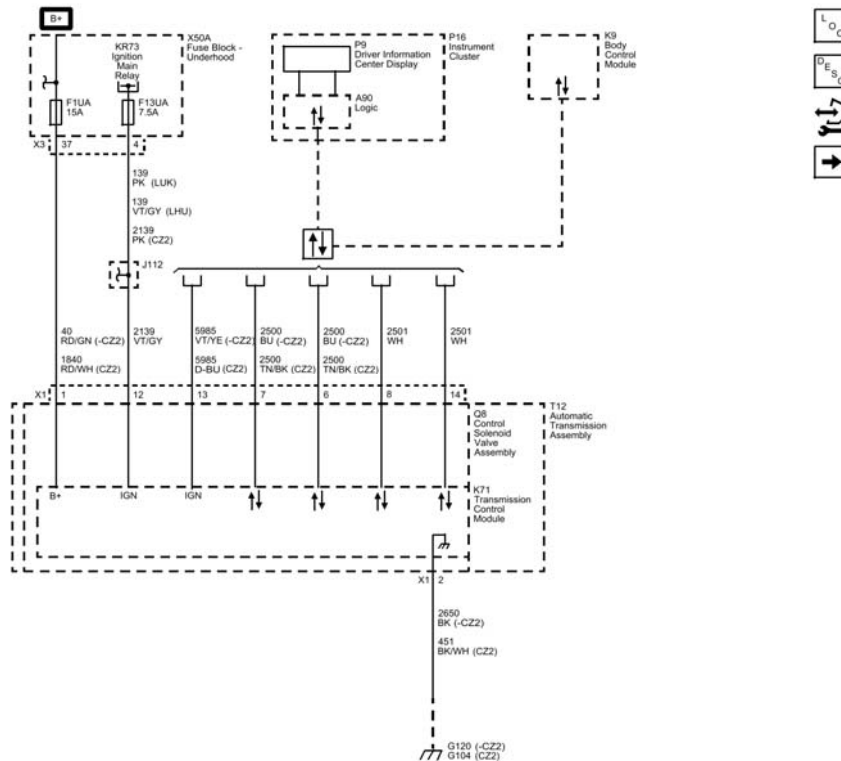 B+
X50A
Fuse Block -
Underhood
KR73
Ignition
Main
Relay
F1UA
15A
F13UA
7.5A
X3
37
4
P9
Driver Information
Center Display
A90
Logic
P16
Instrument
Cluster
K9
Body
Control
Module
139
PK (LUK)
139
VT/GY (LHU)
2139
PK (CZ2)
J112
40
RD/GN (-CZ2)
1840
RD/WH (CZ2)
2139
VT/GY
5985
VT/YE (-CZ2)
5985
D-BU (CZ2)
2500
BU (-CZ2)
2500
TN/BK (CZ2)
2500
BU (-CZ2)
2500
TN/BK (CZ2)
2501
WH
2501
WH
X1
1
12
13
7
6
8
14
Q8
Control
Solenoid
Valve
Assembly
T12
Automatic
Transmission
Assembly
B+
IGN
IGN
K71
Transmission
Control
Module
X1
2
2650
BK (-CZ2)
451
BK/WH (CZ2)
G120 (-CZ2)
G104 (CZ2)